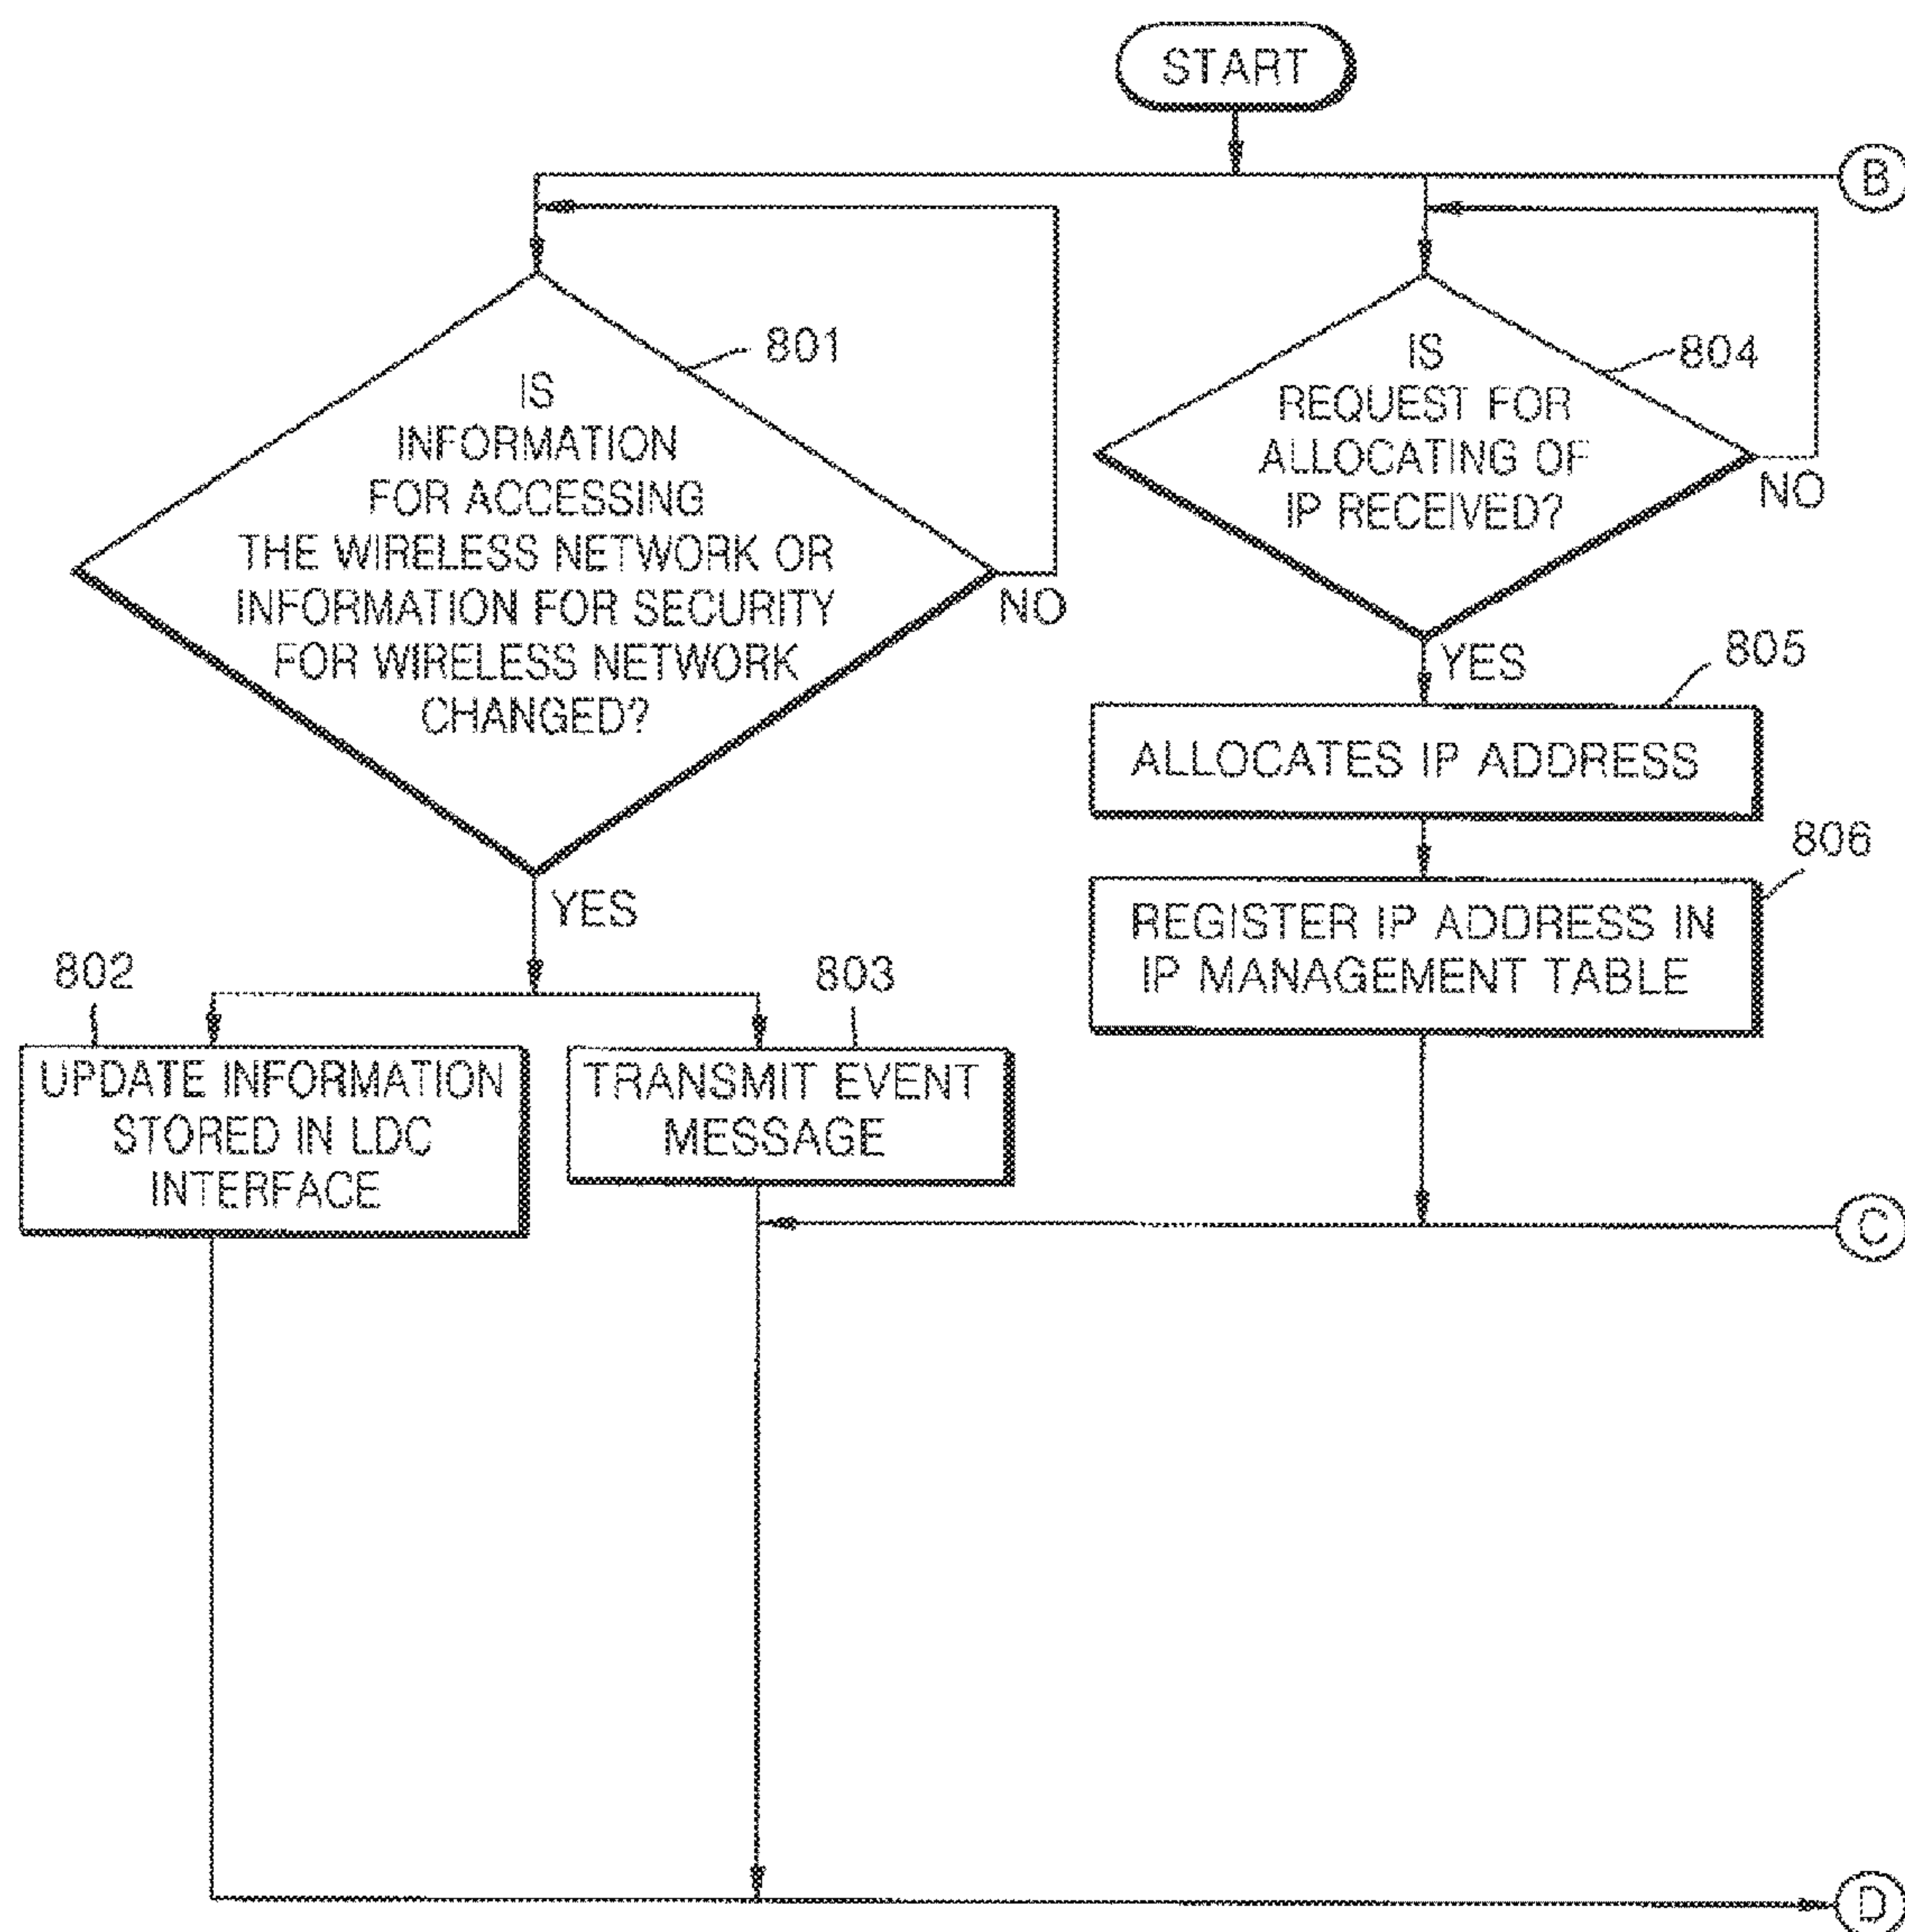 START
B
801
IS
INFORMATION
FOR ACCESSING
THE WIRELESS NETWORK OR
INFORMATION FOR SECURITY
FOR WIRELESS NETWORK
CHANGED?
NO
YES
804
IS
REQUEST FOR
ALLOCATING OF
IP RECEIVED?
NO
YES
805
ALLOCATES IP ADDRESS
806
REGISTER IP ADDRESS IN
IP MANAGEMENT TABLE
802
UPDATE INFORMATION
STORED IN LDC
INTERFACE
803
TRANSMIT EVENT
MESSAGE
C
D